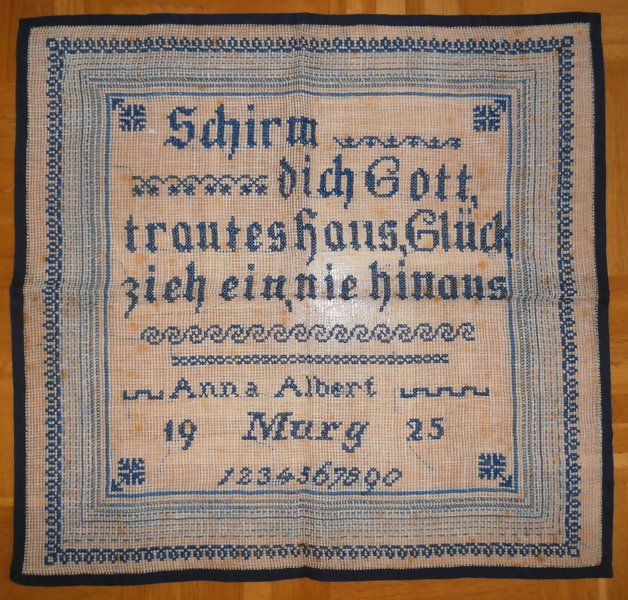 Schirm
dich Gott,
trautes Haus, Glück
zieh ein, nie hinaus
Anna Albert
19 Murg 25
1234567890